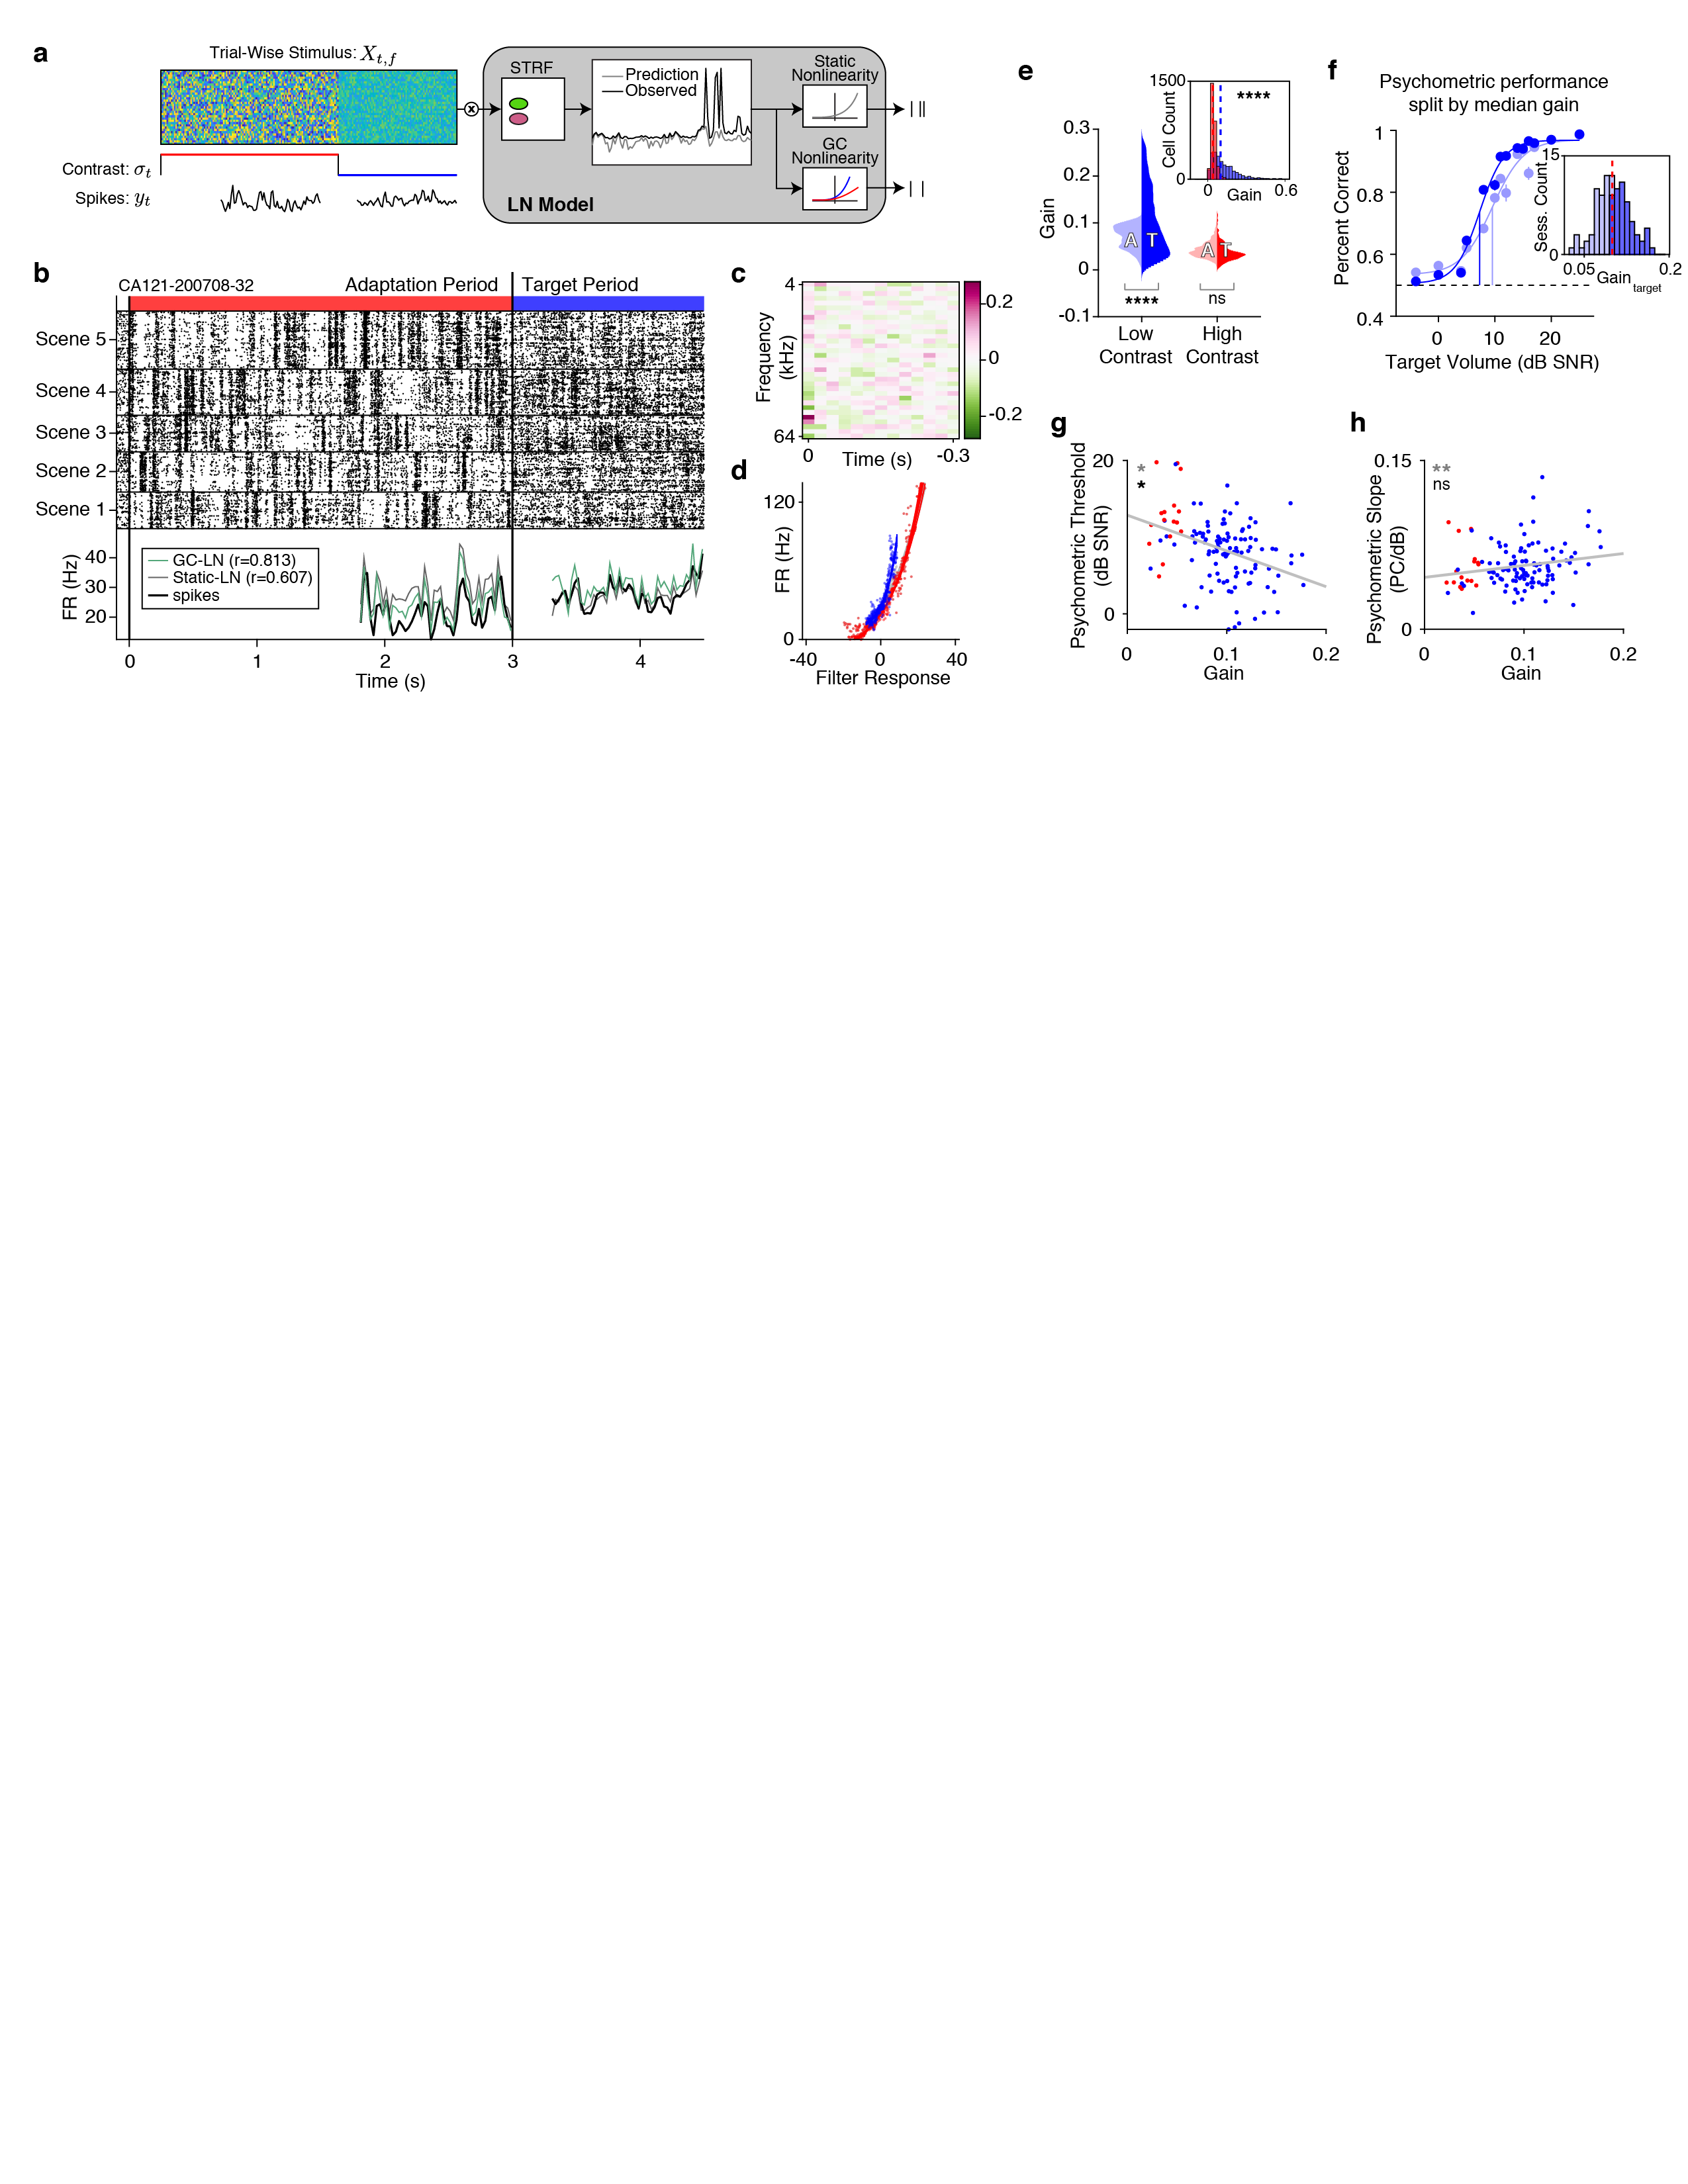 a
Trial-Wise Stimulus: X_{t,f}
Contrast: σ_t
Spikes: y_t
STRF
Prediction
Observed
Static
Nonlinearity
GC
Nonlinearity
LN Model
b
CA121-200708-32
Adaptation Period
Target Period
Scene 5
Scene 4
Scene 3
Scene 2
Scene 1
FR (Hz)
40
30
20
GC-LN (r=0.813)
Static-LN (r=0.607)
spikes
0 1 2 3 4
Time (s)
c
Frequency
(kHz)
4
64
0 -0.3
Time (s)
0.2
0
-0.2
d
FR (Hz)
120
0
-40 0 40
Filter Response
e
Gain
0.3
0.2
0.1
0
-0.1
A T
A T
****
ns
Low
Contrast
High
Contrast
Cell Count
1500
0
****
0 0.6
Gain
f
Psychometric performance
split by median gain
Percent Correct
1
0.8
0.6
0.4
0 10 20
Target Volume (dB SNR)
Sess. Count
15
0
0.05 0.2
Gain target
g
Psychometric Threshold
(dB SNR)
20
0
*
*
0 0.1 0.2
Gain
h
Psychometric Slope
(PC/dB)
0.15
0
**
ns
0 0.1 0.2
Gain